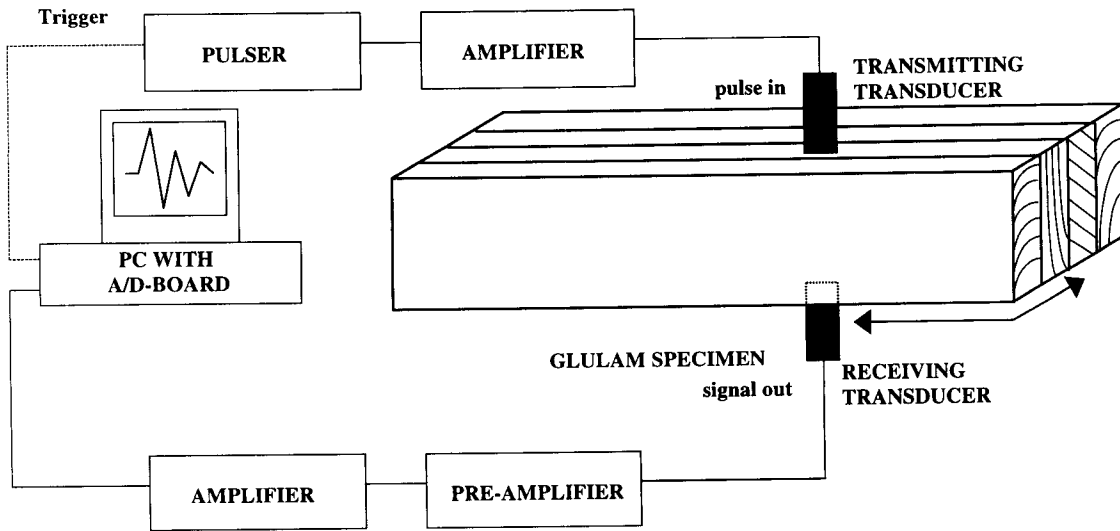 Trigger
PULSER
AMPLIFIER
TRANSMITTING
TRANSDUCER
pulse in
PC WITH
A/D-BOARD
GLULAM SPECIMEN
signal out
RECEIVING
TRANSDUCER
AMPLIFIER
PRE-AMPLIFIER